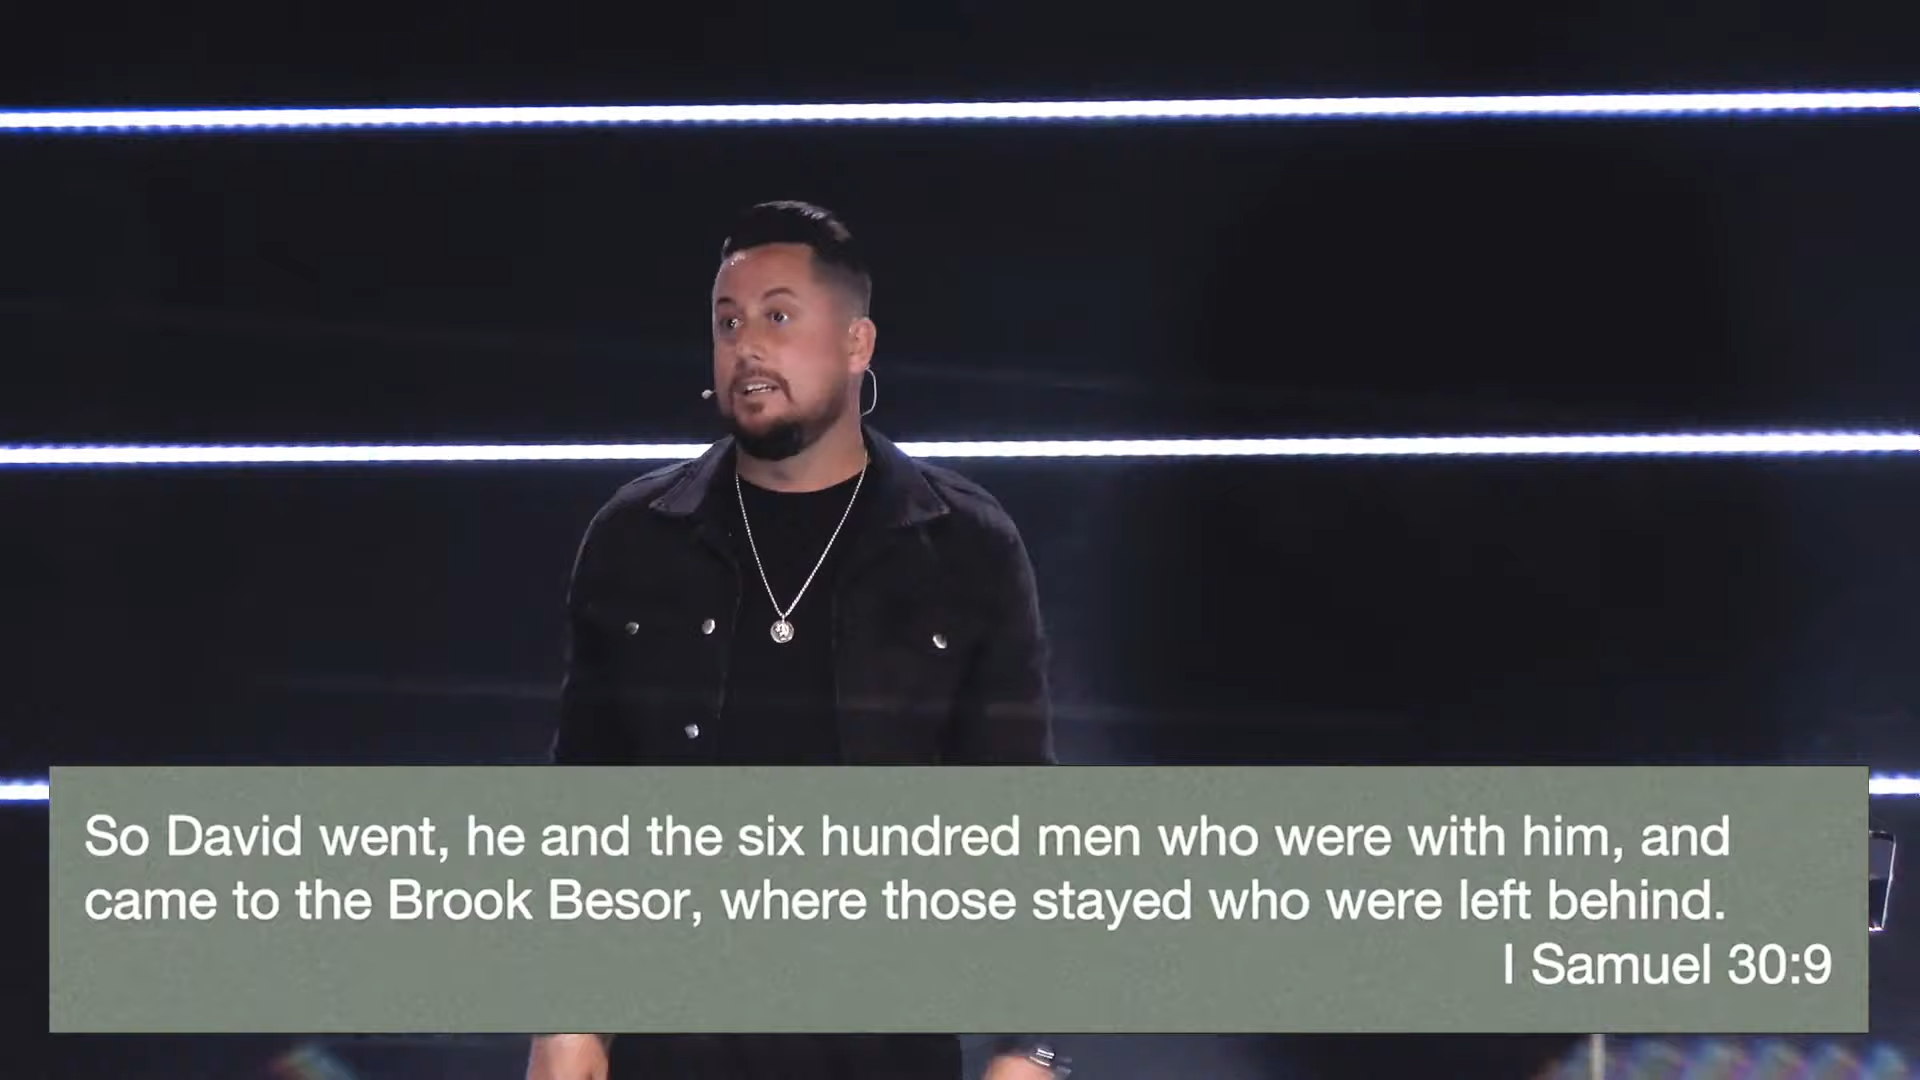 So David went, he and the six hundred men who were with him, and
came to the Brook Besor, where those stayed who were left behind.
I Samuel 30:9